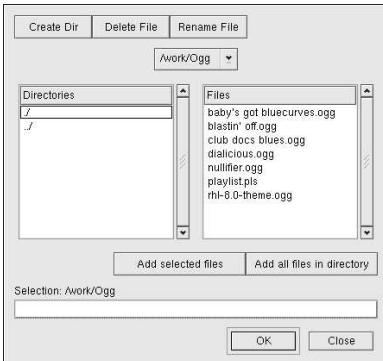 Create Dir Delete File Rename File
/work/Ogg
Directories Files
./
../
baby's got bluecurves.ogg
blastin' off.ogg
club docs blues.ogg
dialicious.ogg
nullifier.ogg
playlist.pls
rhl-8.0-theme.ogg
Add selected files Add all files in directory
Selection: /work/Ogg
OK Close